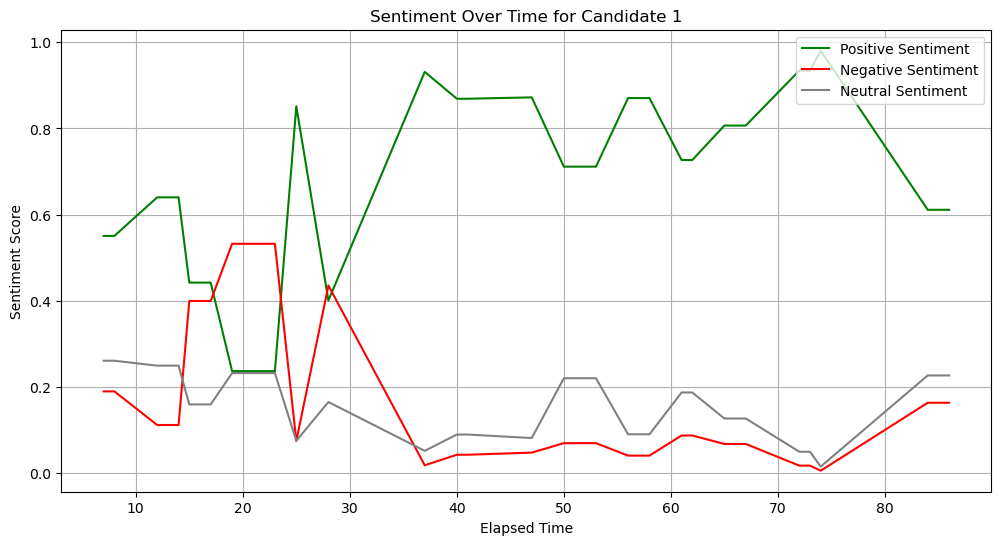 Sentiment Over Time for Candidate 1
1.0
0.8
0.6
0.4
0.2
0.0
Sentiment Score
Positive Sentiment
Negative Sentiment
Neutral Sentiment
10 20 30 40 50 60 70 80
Elapsed Time